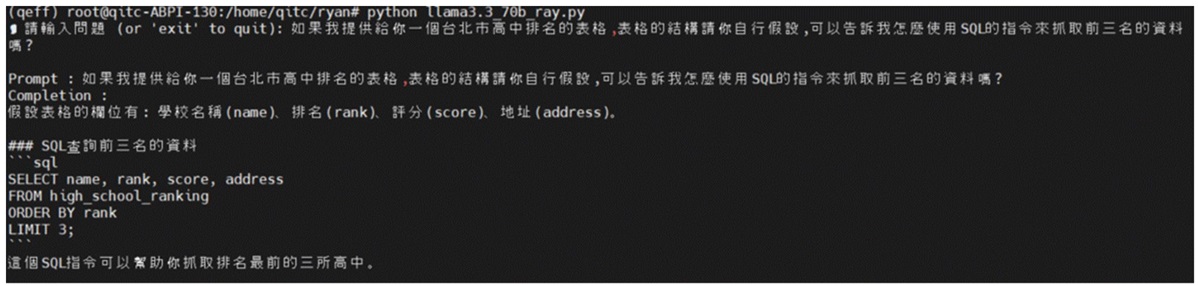 (qeff) root@qitc-ABPI-130:/home/qitc/ryan# python llama3.3_70b_ray.py
請輸入問題 (or 'exit' to quit): 如果我提供給你一個台北市高中排名的表格,表格的結構請你自行假設,可以告訴我怎麼使用SQL的指令來抓取前三名的資料
嗎?
Prompt : 如果我提供給你一個台北市高中排名的表格,表格的結構請你自行假設,可以告訴我怎麼使用SQL的指令來抓取前三名的資料嗎?
Completion :
假設表格的欄位有: 學校名稱(name)、排名(rank)、評分(score)、地址(address)。
### SQL查詢前三名的資料
```sql
SELECT name, rank, score, address
FROM high_school_ranking
ORDER BY rank
LIMIT 3;
```
這個SQL指令可以幫助你抓取排名最前的三所高中。